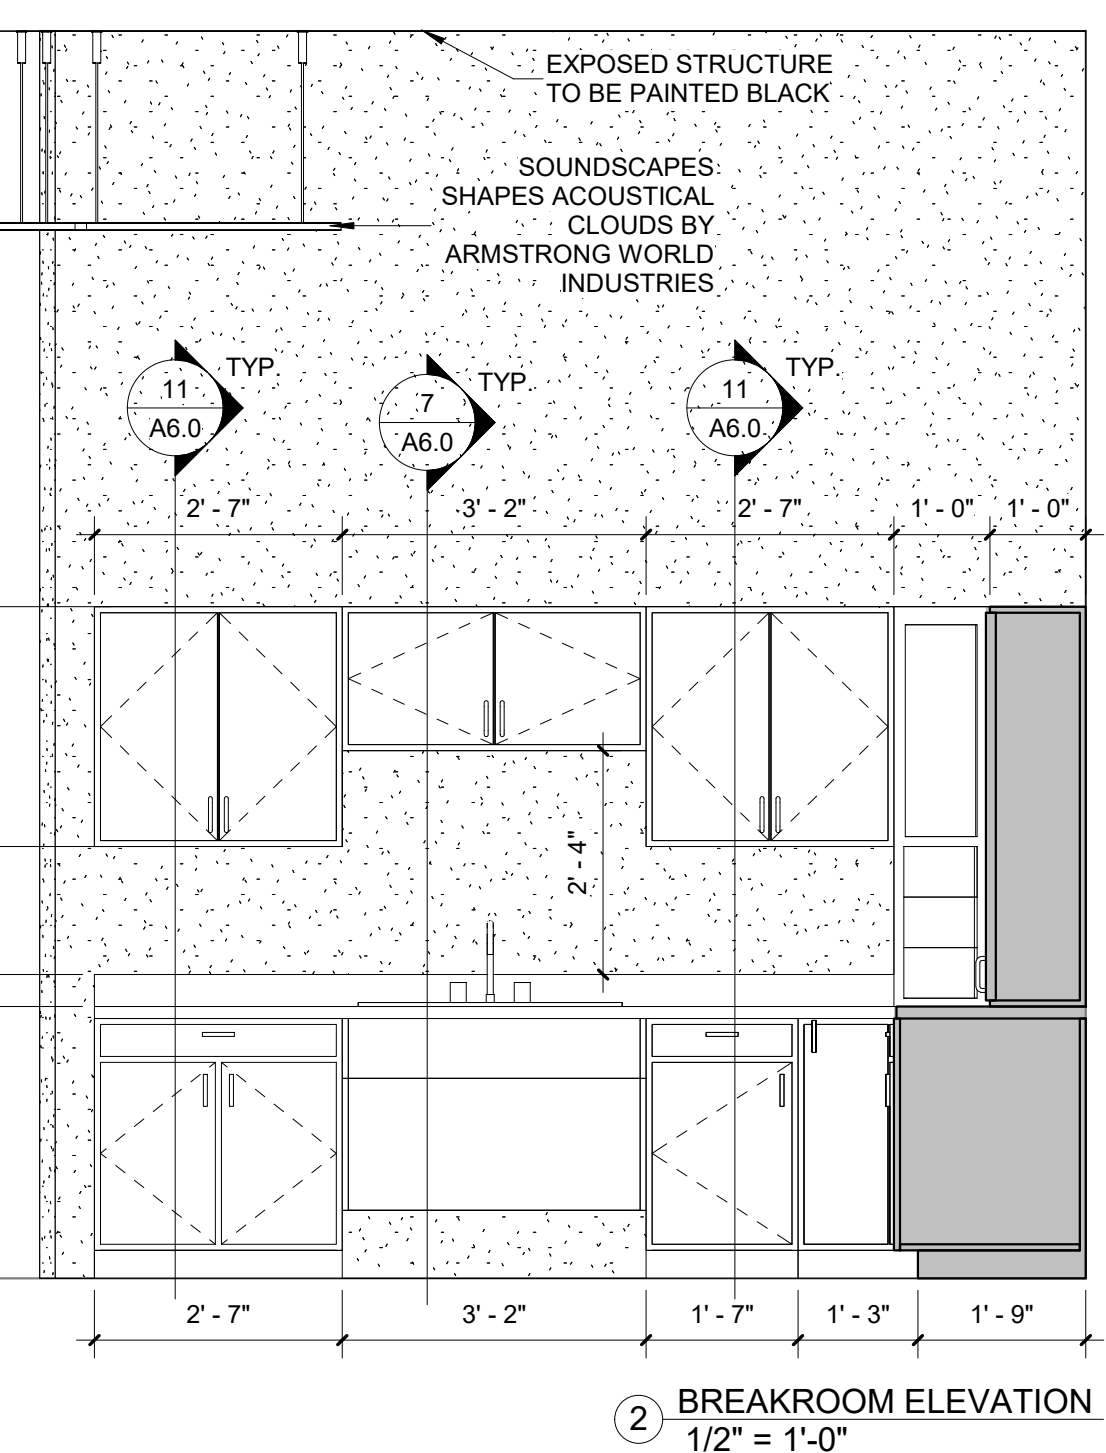 EXPOSED STRUCTURE
TO BE PAINTED BLACK
SOUNDSCAPES
SHAPES ACOUSTICAL
CLOUDS BY
ARMSTRONG WORLD
INDUSTRIES
TYP.
11
A6.0
TYP.
7
A6.0
TYP.
11
A6.0
2' - 7"
3' - 2"
2' - 7"
1' - 0"
1' - 0"
2' - 4"
2' - 7"
3' - 2"
1' - 7"
1' - 3"
1' - 9"
2
BREAKROOM ELEVATION
1/2" = 1'-0"